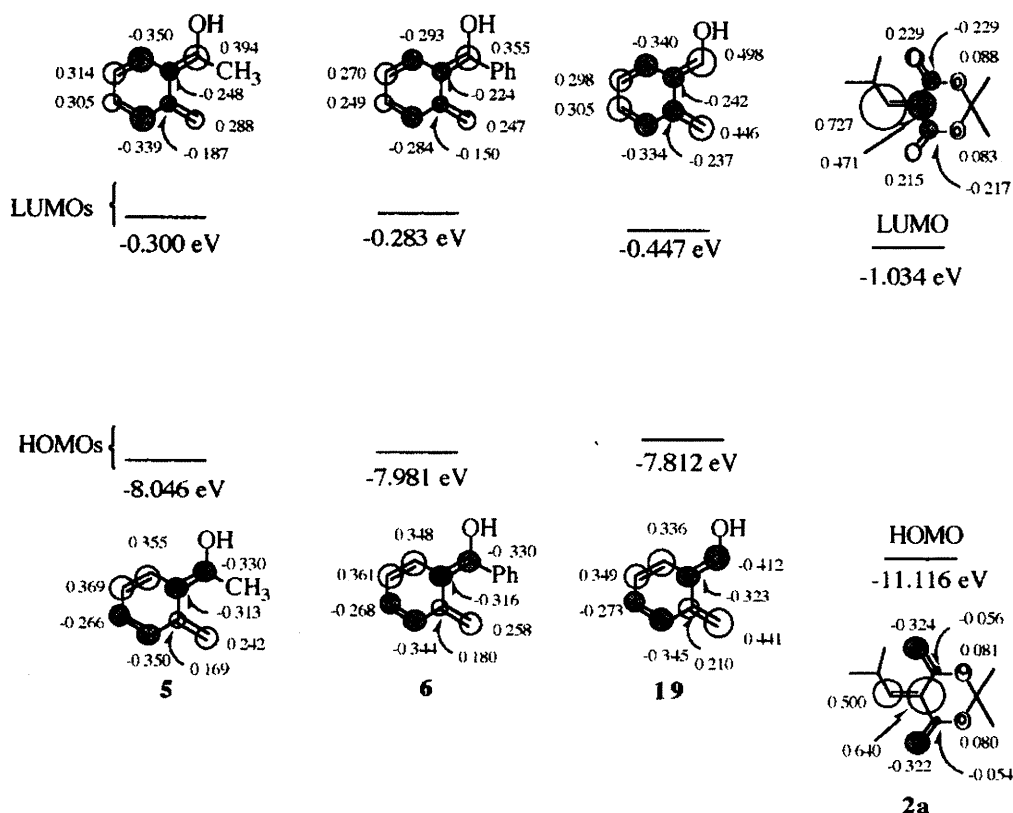 OH OH
-0.350 0.394 -0.293 0.355 -0.340 OH 0.498 0.229 -0.229 0.088
0.314 CH3 0.270 Ph 0.298
0.305 -0.248 0.249 -0.224 0.305 -0.242
0.288 0.247 0.446 0.727
-0.339 -0.187 -0.284 -0.150 -0.334 -0.237 0.471 0.215 0.083 -0.217
LUMOs { LUMO
-0.300 eV -0.283 eV -0.447 eV -1.034 eV
HOMOs {
-8.046 eV -7.981 eV -7.812 eV
OH OH OH HOMO
0.355 -0.330 0.348 -0.330 0.336 -0.412 -11.116 eV
0.369 CH3 0.361 Ph 0.349
-0.266 -0.313 -0.268 -0.316 -0.273 -0.323 -0.324 -0.056
0.242 0.258 0.441 0.081
-0.350 0.169 -0.344 0.180 -0.345 0.210
5 6 19 0.500
0.640 -0.322 0.080 -0.054
2a